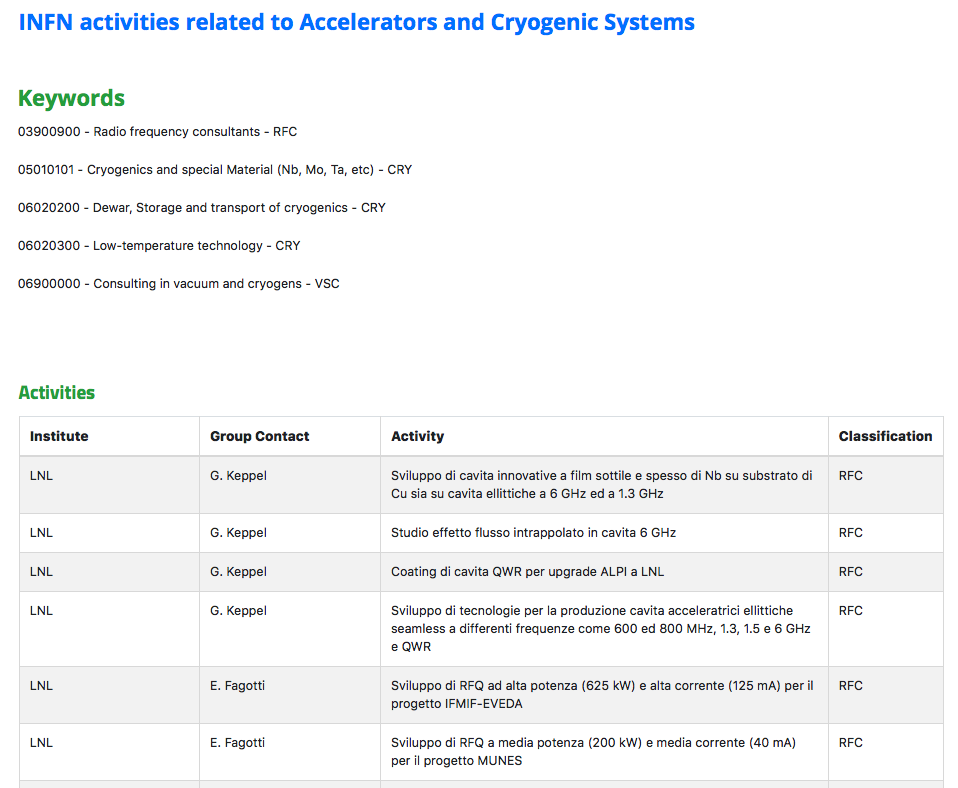 INFN activities related to Accelerators and Cryogenic Systems
Keywords
03900900 - Radio frequency consultants - RFC
05010101 - Cryogenics and special Material (Nb, Mo, Ta, etc) - CRY
06020200 - Dewar, Storage and transport of cryogenics - CRY
06020300 - Low-temperature technology - CRY
06900000 - Consulting in vacuum and cryogens - VSC
Activities
Institute Group Contact Activity Classification
LNL G. Keppel Sviluppo di cavita innovative a film sottile e spesso di Nb su substrato di RFC
Cu sia su cavita ellittiche a 6 GHz ed a 1.3 GHz
LNL G. Keppel Studio effetto flusso intrappolato in cavita 6 GHz RFC
LNL G. Keppel Coating di cavita QWR per upgrade ALPI a LNL RFC
LNL G. Keppel Sviluppo di tecnologie per la produzione cavita acceleratrici ellittiche RFC
seamless a differenti frequenze come 600 ed 800 MHz, 1.3, 1.5 e 6 GHz
e QWR
LNL E. Fagotti Sviluppo di RFQ ad alta potenza (625 kW) e alta corrente (125 mA) per il RFC
progetto IFMIF-EVEDA
LNL E. Fagotti Sviluppo di RFQ a media potenza (200 kW) e media corrente (40 mA) RFC
per il progetto MUNES